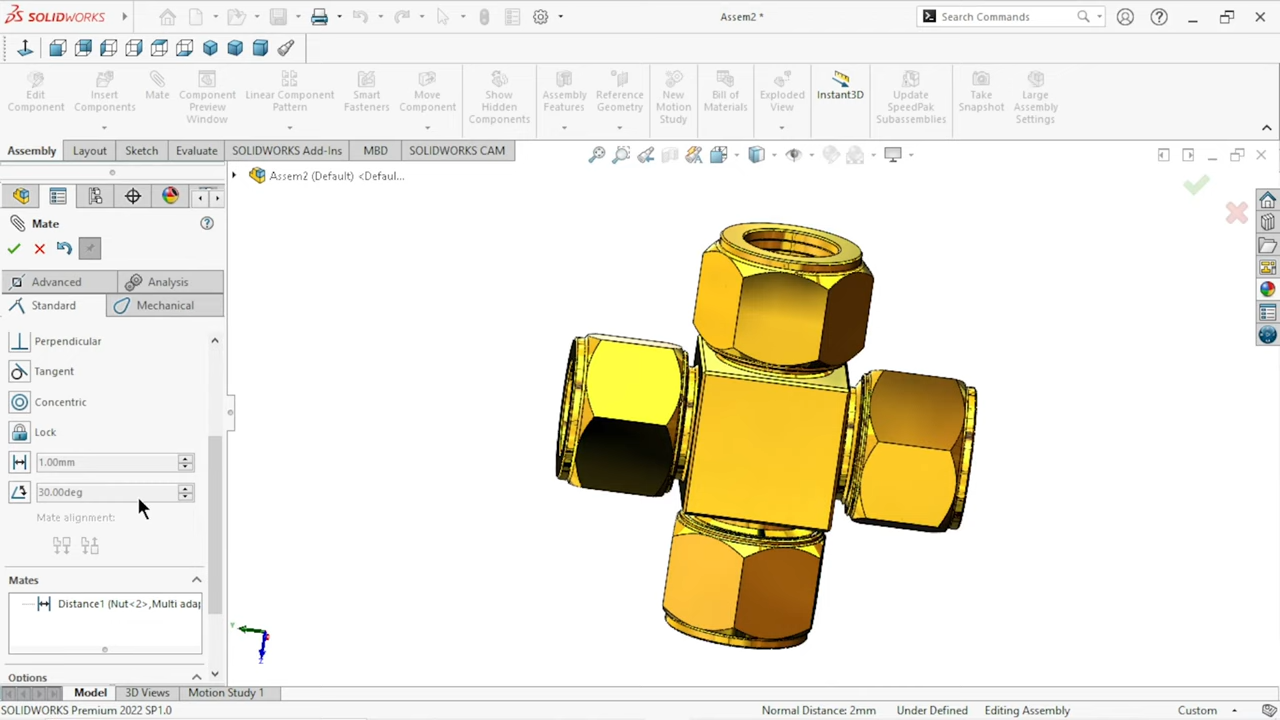 SOLIDWORKS
Assem2 *
Search Commands
Edit Component
Insert Components
Mate
Component Preview Window
Linear Component Pattern
Smart Fasteners
Move Component
Show Hidden Components
Assembly Features
Reference Geometry
New Motion Study
Bill of Materials
Exploded View
Instant3D
Update SpeedPak Subassemblies
Take Snapshot
Large Assembly Settings
Assembly
Layout
Sketch
Evaluate
SOLIDWORKS Add-Ins
MBD
SOLIDWORKS CAM
Assem2 (Default) <Defaul...
Mate
Advanced
Analysis
Standard
Mechanical
Perpendicular
Tangent
Concentric
Lock
1.00mm
30.00deg
Mate alignment:
Mates
Distance1 (Nut<2>,Multi adap
Options
Y
Z
Model
3D Views
Motion Study 1
SOLIDWORKS Premium 2022 SP1.0
Normal Distance: 2mm
Under Defined
Editing Assembly
Custom